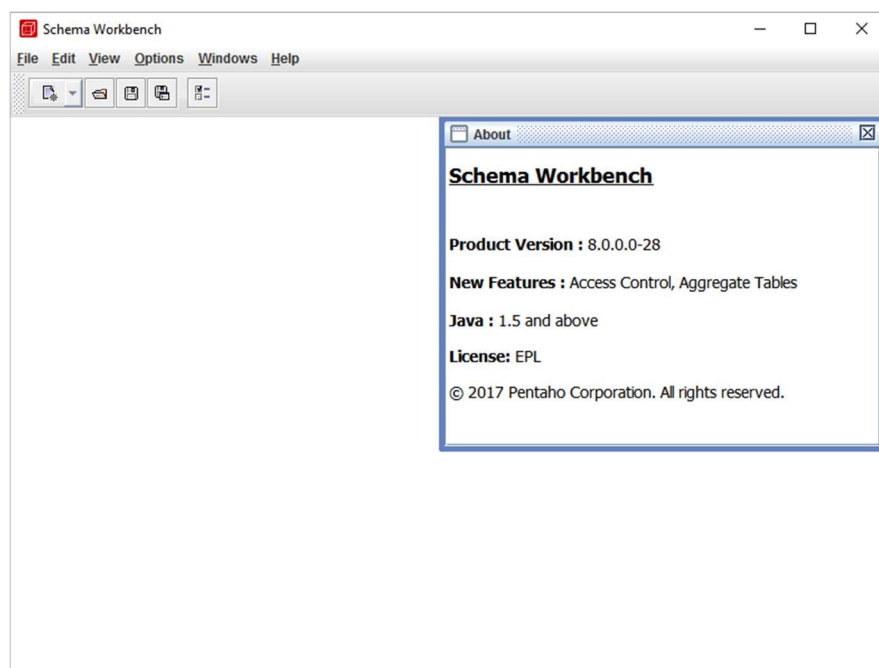 Schema Workbench
File Edit View Options Windows Help
About
Schema Workbench
Product Version : 8.0.0.0-28
New Features : Access Control, Aggregate Tables
Java : 1.5 and above
License: EPL
© 2017 Pentaho Corporation. All rights reserved.